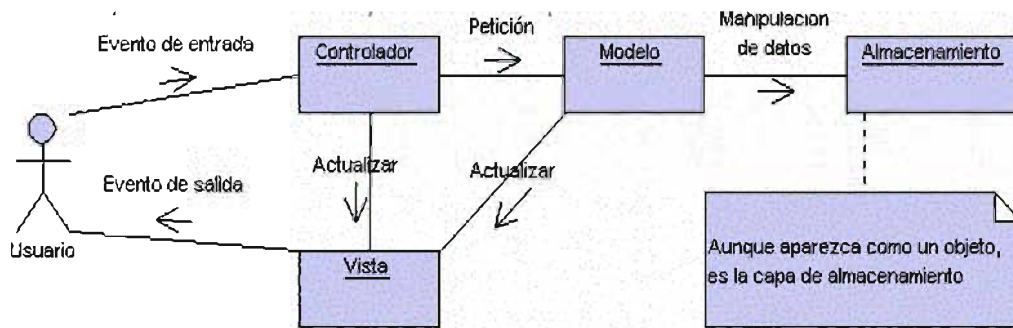 Evento de entrada
Controlador
Petición
Modelo
Manipulacion
de datos
Almacenamiento
Actualizar
Actualizar
Evento de salida
Usuario
Vista
Aunque aparezca como un objeto,
es la capa de almacenamiento